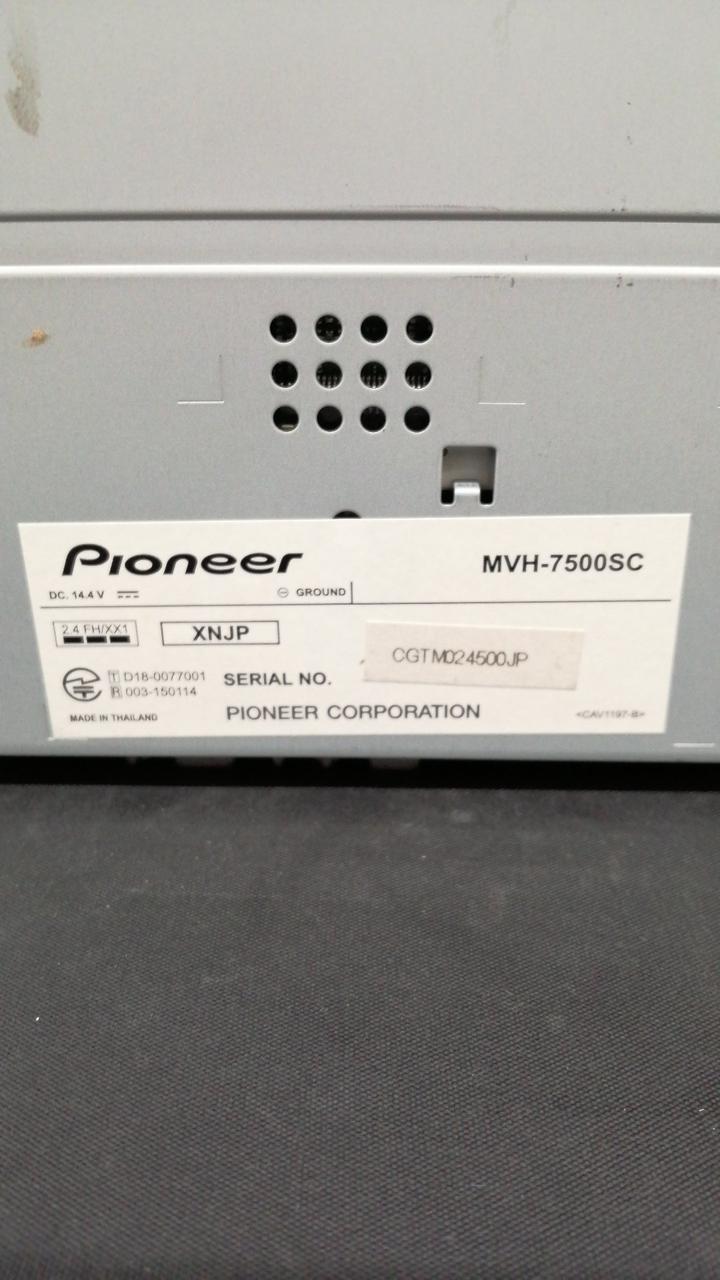 Pioneer
MVH-7500SC
DC. 14.4 V
⊖ GROUND
2.4 FH/XX1
XNJP
T D18-0077001
R 003-150114
SERIAL NO.
CGTM024500JP
MADE IN THAILAND
PIONEER CORPORATION
<CAV1197-B>